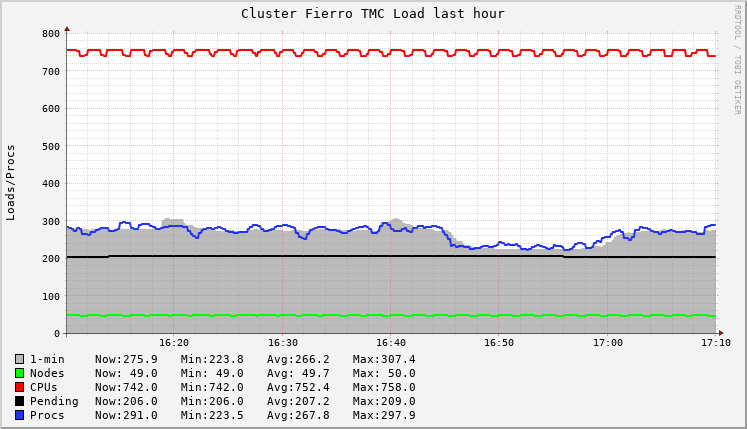 Cluster Fierro TMC Load last hour
RRDTOOL / TOBI OETIKER
Loads/Procs
800
700
600
500
400
300
200
100
0
16:20 16:30 16:40 16:50 17:00 17:10
1-min Now:275.9 Min:223.8 Avg:266.2 Max:307.4
Nodes Now: 49.0 Min: 49.0 Avg: 49.7 Max: 50.0
CPUs Now:742.0 Min:742.0 Avg:752.4 Max:758.0
Pending Now:206.0 Min:206.0 Avg:207.2 Max:209.0
Procs Now:291.0 Min:223.5 Avg:267.8 Max:297.9